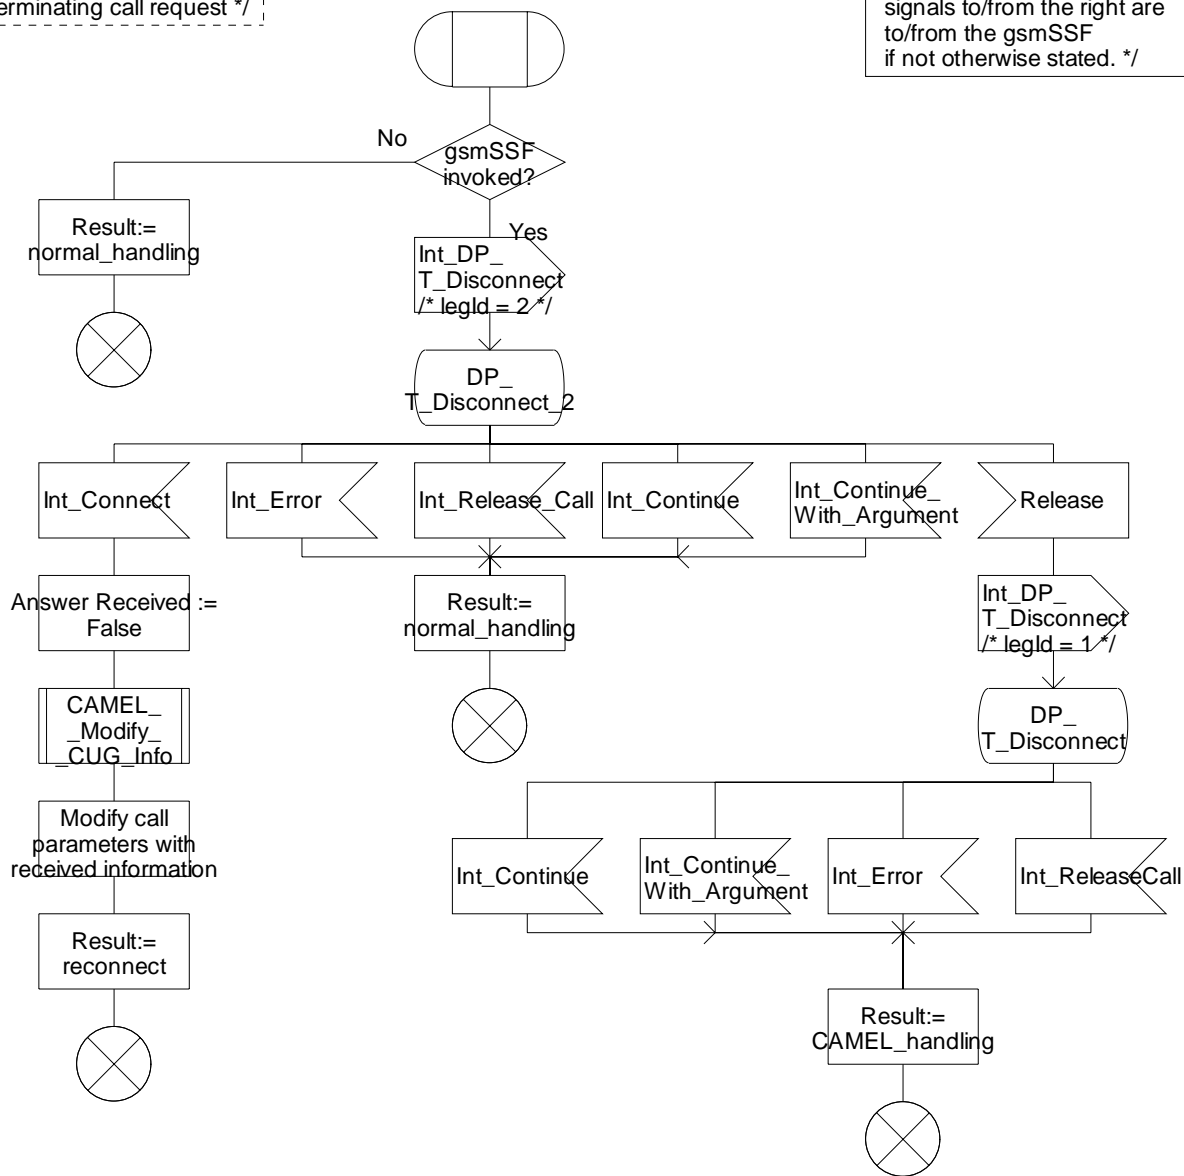 erminating call request */
signals to/from the right are
to/from the gsmSSF
if not otherwise stated. */
No
gsmSSF
invoked?
Result:=
normal_handling
Yes
Int_DP_
T_Disconnect
/* legId = 2 */
DP_
T_Disconnect_2
Int_Connect
Int_Error
Int_Release_Call
Int_Continue
Int_Continue_
With_Argument
Release
Answer Received :=
False
Result:=
normal_handling
Int_DP_
T_Disconnect
/* legId = 1 */
CAMEL_
_Modify_
_CUG_Info
DP_
T_Disconnect
Modify call
parameters with
received information
Int_Continue
Int_Continue_
With_Argument
Int_Error
Int_ReleaseCall
Result:=
reconnect
Result:=
CAMEL_handling